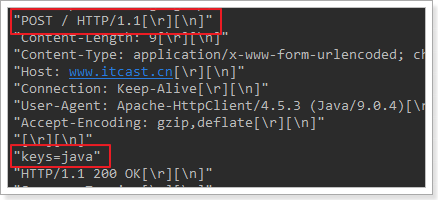 "POST / HTTP/1.1[\r][\n]"
"Content-Length: 9[\r][\n]"
"Content-Type: application/x-www-form-urlencoded; ch
"Host: www.itcast.cn[\r][\n]"
"Connection: Keep-Alive[\r][\n]"
"User-Agent: Apache-HttpClient/4.5.3 (Java/9.0.4)[\r
"Accept-Encoding: gzip,deflate[\r][\n]"
"[\r][\n]"
"keys=java"
"HTTP/1.1 200 OK[\r][\n]"